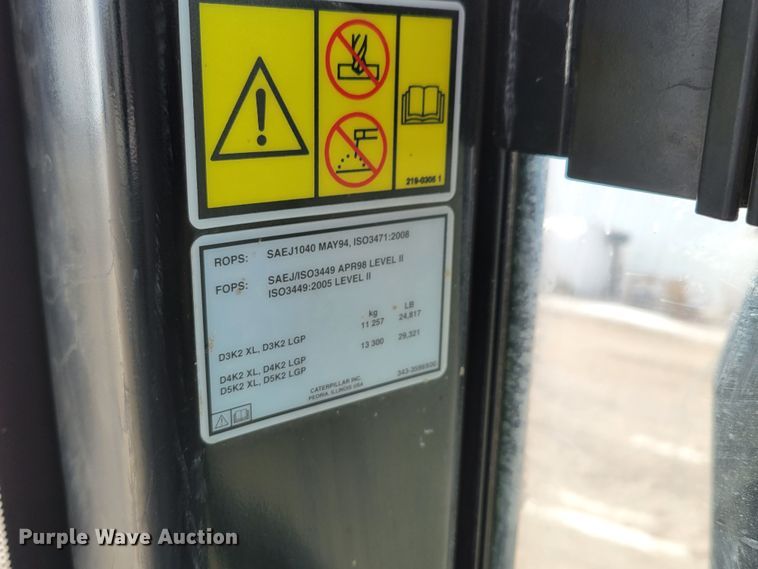 219-0306 1
ROPS: SAEJ1040 MAY94, ISO3471:2008
FOPS: SAEJ/ISO3449 APR98 LEVEL II
ISO3449:2005 LEVEL II
kg LB
D3K2 XL, D3K2 LGP 11 257 24,817
D4K2 XL, D4K2 LGP 13 300 29,321
D5K2 XL, D5K2 LGP
CATERPILLAR INC.
PEORIA, ILLINOIS USA
Purple Wave Auction